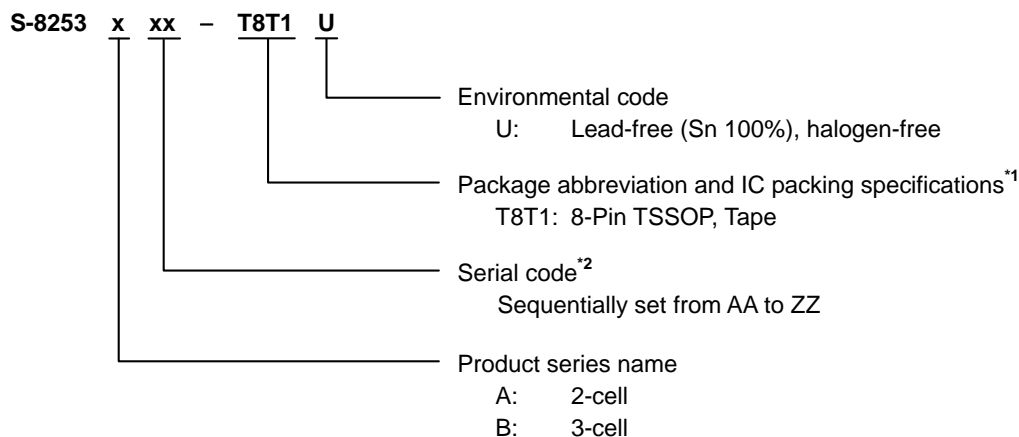 S-8253 x xx – T8T1 U
Environmental code
U: Lead-free (Sn 100%), halogen-free
Package abbreviation and IC packing specifications*1
T8T1: 8-Pin TSSOP, Tape
Serial code*2
Sequentially set from AA to ZZ
Product series name
A: 2-cell
B: 3-cell